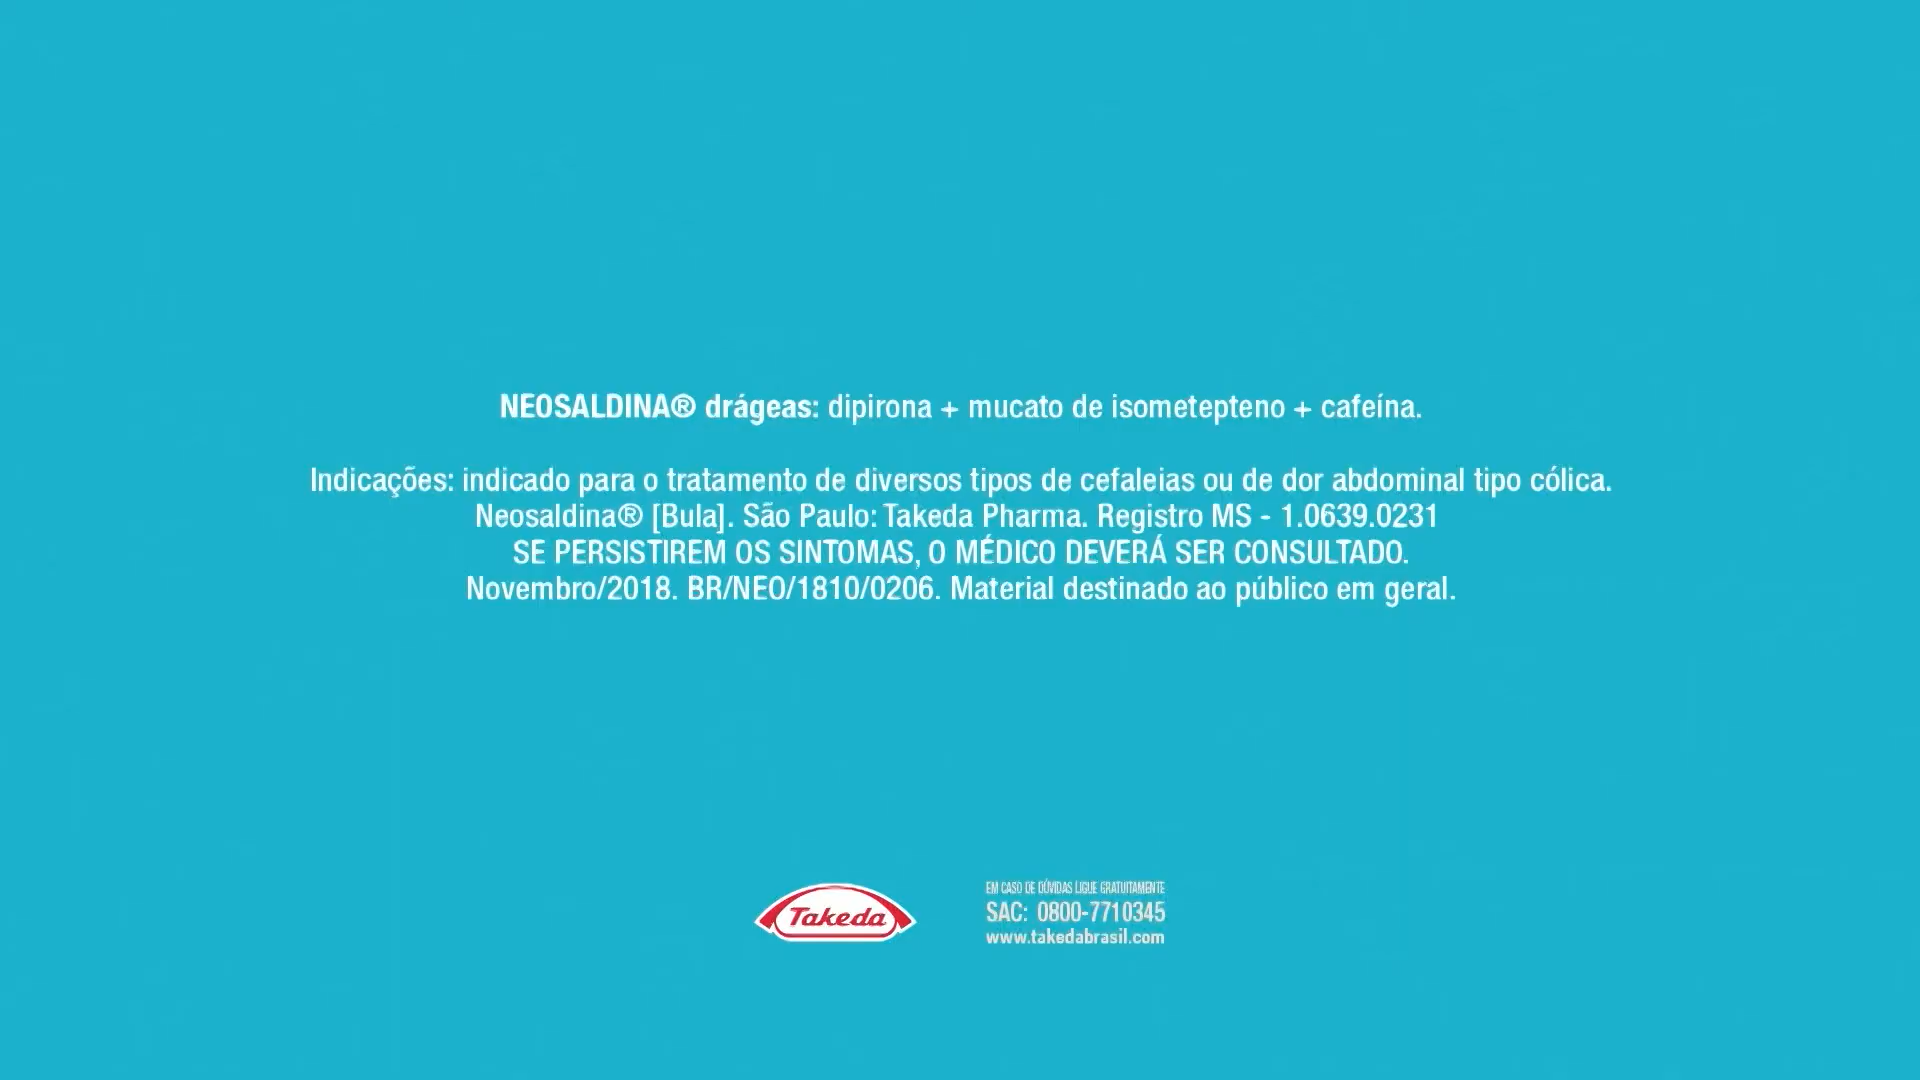 NEOSALDINA® drágeas: dipirona + mucato de isometepteno + cafeína.
Indicações: indicado para o tratamento de diversos tipos de cefaleias ou de dor abdominal tipo cólica.
Neosaldina® [Bula]. São Paulo: Takeda Pharma. Registro MS - 1.0639.0231
SE PERSISTIREM OS SINTOMAS, O MÉDICO DEVERÁ SER CONSULTADO.
Novembro/2018. BR/NEO/1810/0206. Material destinado ao público em geral.
Takeda
EM CASO DE DÚVIDAS LIGUE GRATUITAMENTE
SAC: 0800-7710345
www.takedabrasil.com